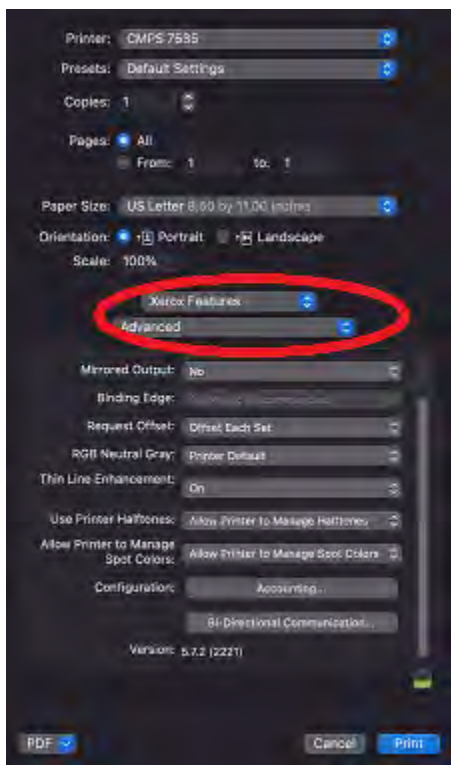 Printer: CMPS 7535
Presets: Default Settings
Copies: 1
Pages: All
From: 1 to: 1
Paper Size: US Letter 8.50 by 11.00 inches
Orientation: Portrait Landscape
Scale: 100%
Xerox Features
Advanced
Mirrored Output: No
Binding Edge:
Request Offset: Offset Each Set
RGB Neutral Gray: Printer Default
Thin Line Enhancement: On
Use Printer Halftones: Allow Printer to Manage Halftones
Allow Printer to Manage
Spot Colors: Allow Printer to Manage Spot Colors
Configuration: Accounting...
Bi-Directional Communication...
Version: 5.7.2 (2221)
PDF Cancel Print